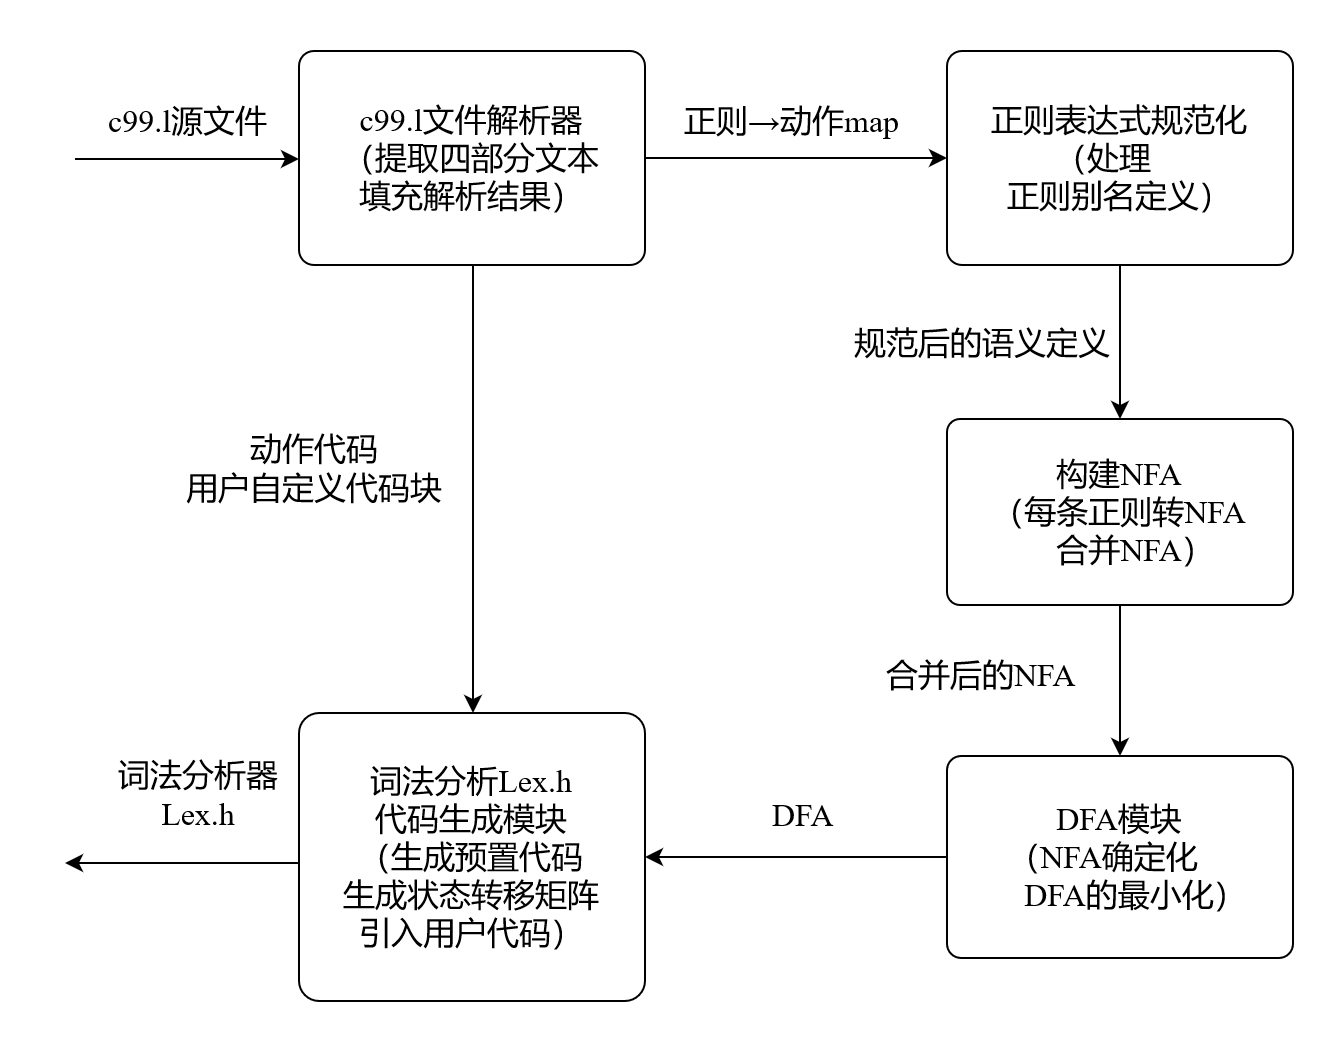 c99.l源文件
c99.l文件解析器
（提取四部分文本
填充解析结果）
正则→动作map
正则表达式规范化
（处理
正则别名定义）
规范后的语义定义
动作代码
用户自定义代码块
构建NFA
（每条正则转NFA
合并NFA）
合并后的NFA
DFA模块
（NFA确定化
DFA的最小化）
DFA
词法分析Lex.h
代码生成模块
（生成预置代码
生成状态转移矩阵
引入用户代码）
词法分析器
Lex.h